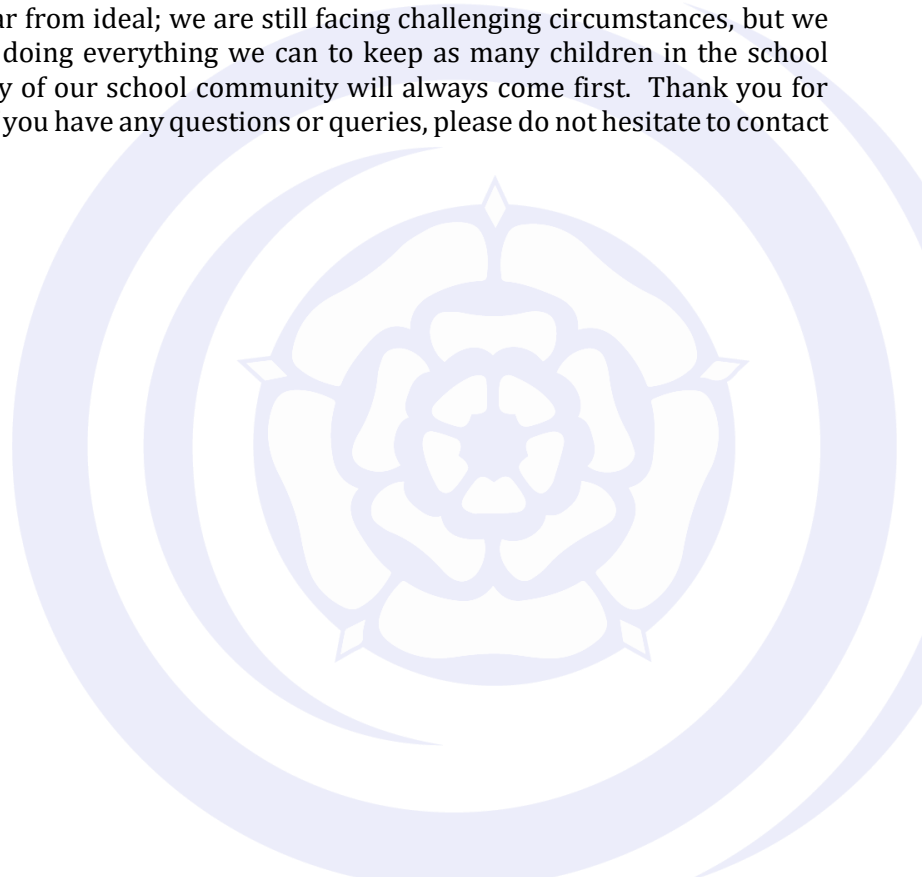 ar from ideal; we are still facing challenging circumstances, but we
doing everything we can to keep as many children in the school
y of our school community will always come first. Thank you for
you have any questions or queries, please do not hesitate to contact